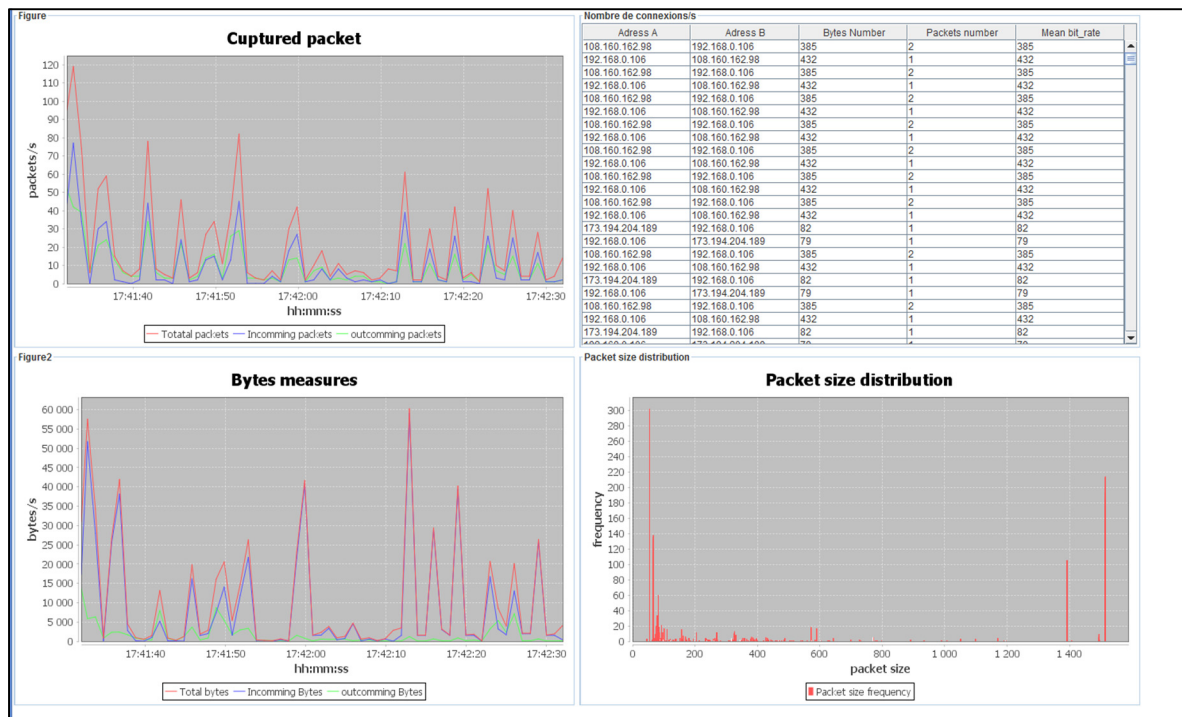 Figure
Cuptured packet
packets/s
120
110
100
90
80
70
60
50
40
30
20
10
0
17:41:40 17:41:50 17:42:00 17:42:10 17:42:20 17:42:30
hh:mm:ss
Totatal packets Incomming packets outcomming packets
Nombre de connexions/s
Adress A Adress B Bytes Number Packets number Mean bit_rate
108.160.162.98 192.168.0.106 385 2 385
192.168.0.106 108.160.162.98 432 1 432
108.160.162.98 192.168.0.106 385 2 385
192.168.0.106 108.160.162.98 432 1 432
108.160.162.98 192.168.0.106 385 2 385
192.168.0.106 108.160.162.98 432 1 432
108.160.162.98 192.168.0.106 385 2 385
192.168.0.106 108.160.162.98 432 1 432
108.160.162.98 192.168.0.106 385 2 385
192.168.0.106 108.160.162.98 432 1 432
108.160.162.98 192.168.0.106 385 2 385
192.168.0.106 108.160.162.98 432 1 432
108.160.162.98 192.168.0.106 385 2 385
192.168.0.106 108.160.162.98 432 1 432
173.194.204.189 192.168.0.106 82 1 82
192.168.0.106 173.194.204.189 79 1 79
108.160.162.98 192.168.0.106 385 2 385
192.168.0.106 108.160.162.98 432 1 432
173.194.204.189 192.168.0.106 82 1 82
192.168.0.106 173.194.204.189 79 1 79
108.160.162.98 192.168.0.106 385 2 385
192.168.0.106 108.160.162.98 432 1 432
173.194.204.189 192.168.0.106 82 1 82
Figure2
Bytes measures
bytes/s
60 000
55 000
50 000
45 000
40 000
35 000
30 000
25 000
20 000
15 000
10 000
5 000
0
17:41:40 17:41:50 17:42:00 17:42:10 17:42:20 17:42:30
hh:mm:ss
Total bytes Incomming Bytes outcomming Bytes
Packet size distribution
Packet size distribution
frequency
300
280
260
240
220
200
180
160
140
120
100
80
60
40
20
0
0 200 400 600 800 1 000 1 200 1 400
packet size
Packet size frequency